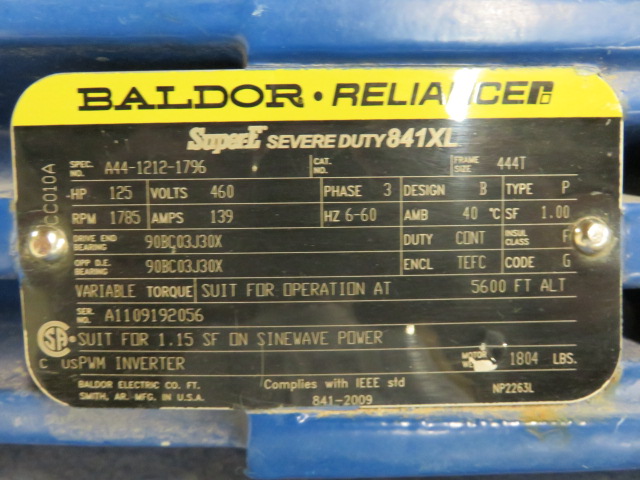 BALDOR • RELIANCE
SuperE SEVERE DUTY 841XL
SPEC. NO. A44-1212-1796 CAT. NO. FRAME SIZE 444T
HP 125 VOLTS 460 PHASE 3 DESIGN B TYPE P
RPM 1785 AMPS 139 HZ 6-60 AMB 40 °C SF 1.00
DRIVE END BEARING 90BC03J30X DUTY CONT INSUL CLASS F
OPP D.E. BEARING 90BC03J30X ENCL TEFC CODE G
VARIABLE TORQUE SUIT FOR OPERATION AT 5600 FT ALT
SER. NO. A1109192056
SA • SUIT FOR 1.15 SF ON SINEWAVE POWER
C US PWM INVERTER MOTOR 1804 LBS.
BALDOR ELECTRIC CO. FT. SMITH, AR. MFG. IN U.S.A.
Complies with IEEE std 841-2009
NP2263L